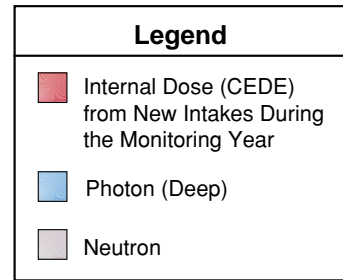 Legend
Internal Dose (CEDE)
from New Intakes During
the Monitoring Year
Photon (Deep)
Neutron